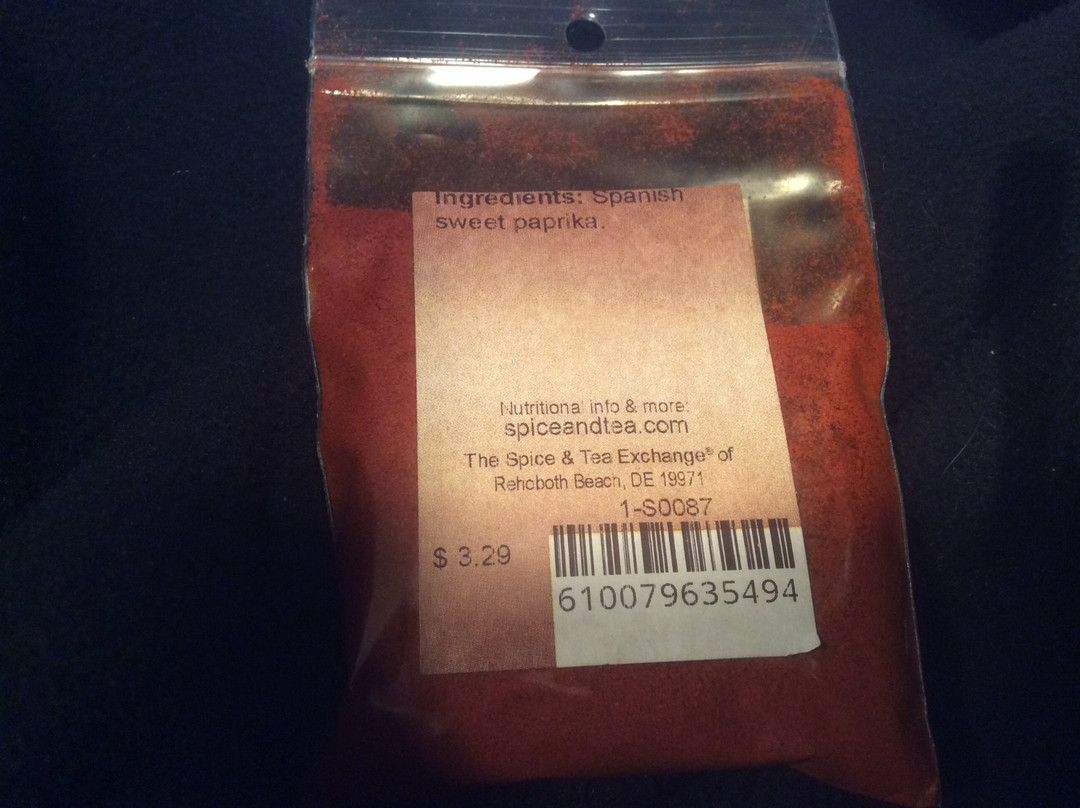 Ingredients: Spanish
sweet paprika.
Nutritional info & more:
spiceandtea.com
The Spice & Tea Exchange® of
Rehoboth Beach, DE 19971
1-S0087
$ 3.29
610079635494